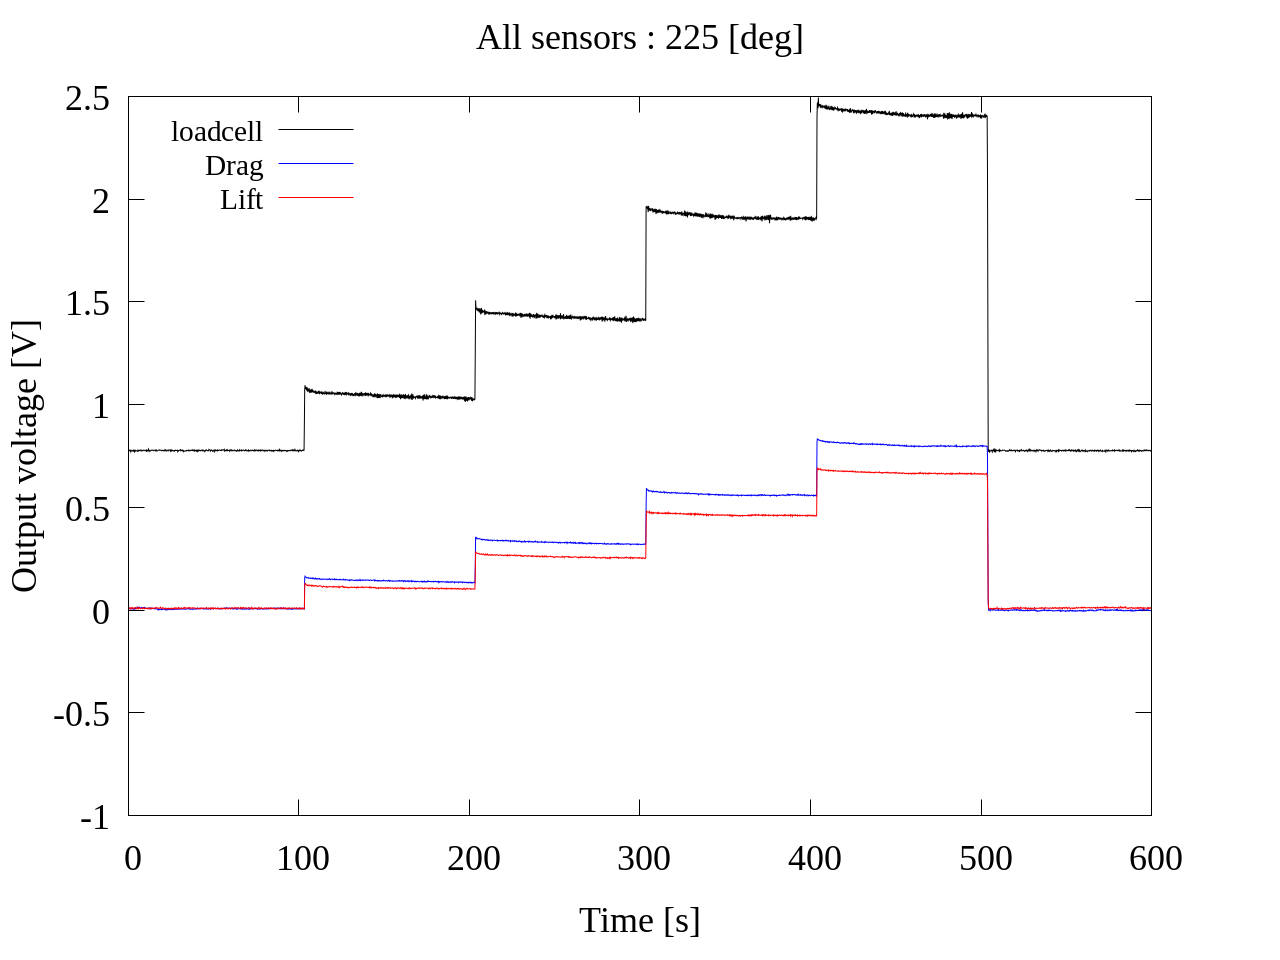 All sensors : 225 [deg]
2.5
2
1.5
1
0.5
0
-0.5
-1
loadcell
Drag
Lift
Output voltage [V]
0 100 200 300 400 500 600
Time [s]